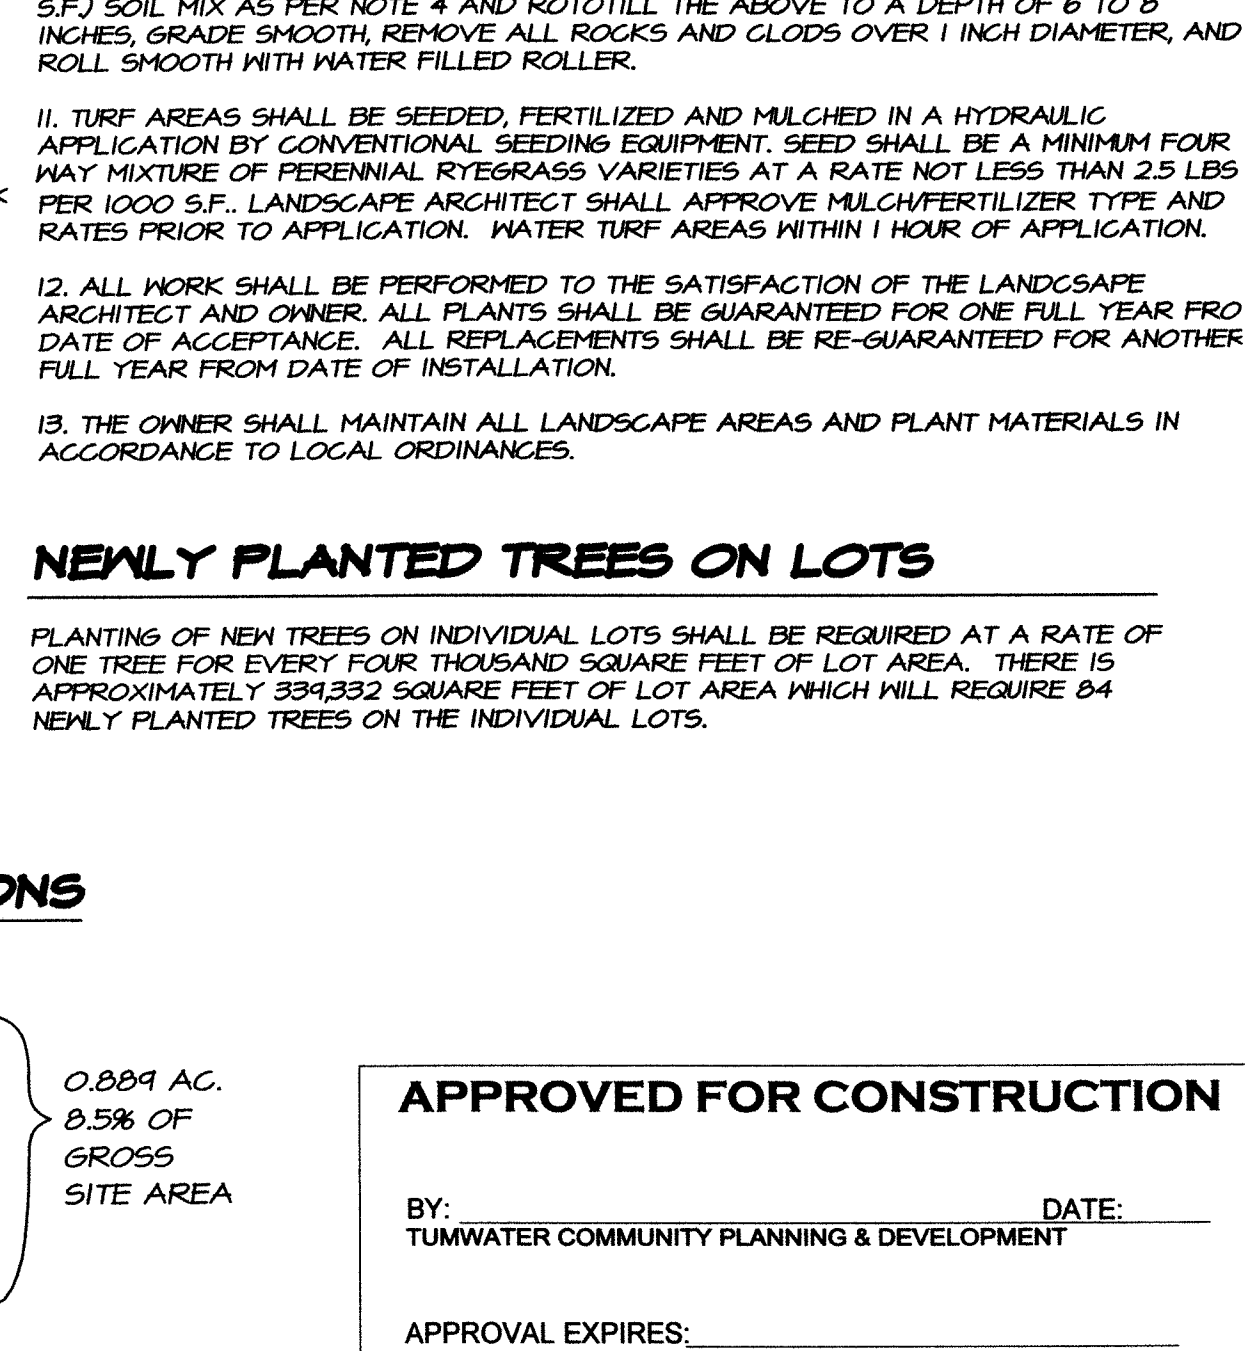 S.F.) SOIL MIX AS PER NOTE 4 AND ROTOTILL THE ABOVE TO A DEPTH OF 6 TO 8
INCHES, GRADE SMOOTH, REMOVE ALL ROCKS AND CLODS OVER 1 INCH DIAMETER, AND
ROLL SMOOTH WITH WATER FILLED ROLLER.
11. TURF AREAS SHALL BE SEEDED, FERTILIZED AND MULCHED IN A HYDRAULIC
APPLICATION BY CONVENTIONAL SEEDING EQUIPMENT. SEED SHALL BE A MINIMUM FOUR
WAY MIXTURE OF PERENNIAL RYEGRASS VARIETIES AT A RATE NOT LESS THAN 2.5 LBS
PER 1000 S.F.. LANDSCAPE ARCHITECT SHALL APPROVE MULCH/FERTILIZER TYPE AND
RATES PRIOR TO APPLICATION. WATER TURF AREAS WITHIN 1 HOUR OF APPLICATION.
12. ALL WORK SHALL BE PERFORMED TO THE SATISFACTION OF THE LANDCSAPE
ARCHITECT AND OWNER. ALL PLANTS SHALL BE GUARANTEED FOR ONE FULL YEAR FRO
DATE OF ACCEPTANCE. ALL REPLACEMENTS SHALL BE RE-GUARANTEED FOR ANOTHER
FULL YEAR FROM DATE OF INSTALLATION.
13. THE OWNER SHALL MAINTAIN ALL LANDSCAPE AREAS AND PLANT MATERIALS IN
ACCORDANCE TO LOCAL ORDINANCES.
NEWLY PLANTED TREES ON LOTS
PLANTING OF NEW TREES ON INDIVIDUAL LOTS SHALL BE REQUIRED AT A RATE OF
ONE TREE FOR EVERY FOUR THOUSAND SQUARE FEET OF LOT AREA. THERE IS
APPROXIMATELY 339,332 SQUARE FEET OF LOT AREA WHICH WILL REQUIRE 84
NEWLY PLANTED TREES ON THE INDIVIDUAL LOTS.
ONS
0.889 AC.
8.5% OF
GROSS
SITE AREA
APPROVED FOR CONSTRUCTION
BY: DATE:
TUMWATER COMMUNITY PLANNING & DEVELOPMENT
APPROVAL EXPIRES: